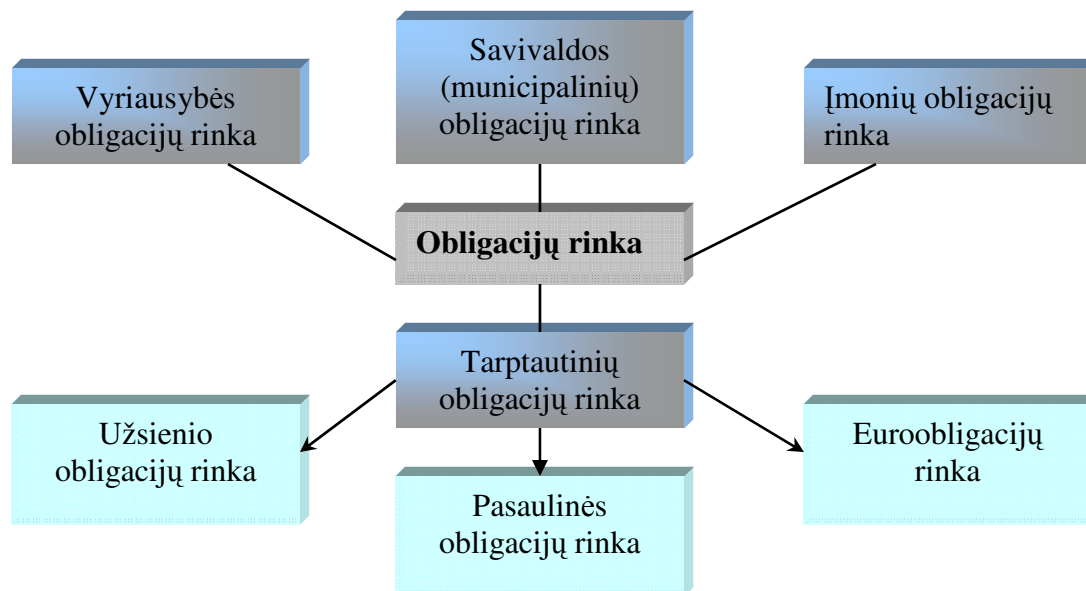 Vyriausybės
obligacijų rinka
Savivaldos
(municipalinių)
obligacijų rinka
Įmonių obligacijų
rinka
Obligacijų rinka
Tarptautinių
obligacijų rinka
Užsienio
obligacijų rinka
Pasaulinės
obligacijų rinka
Euroobligacijų
rinka